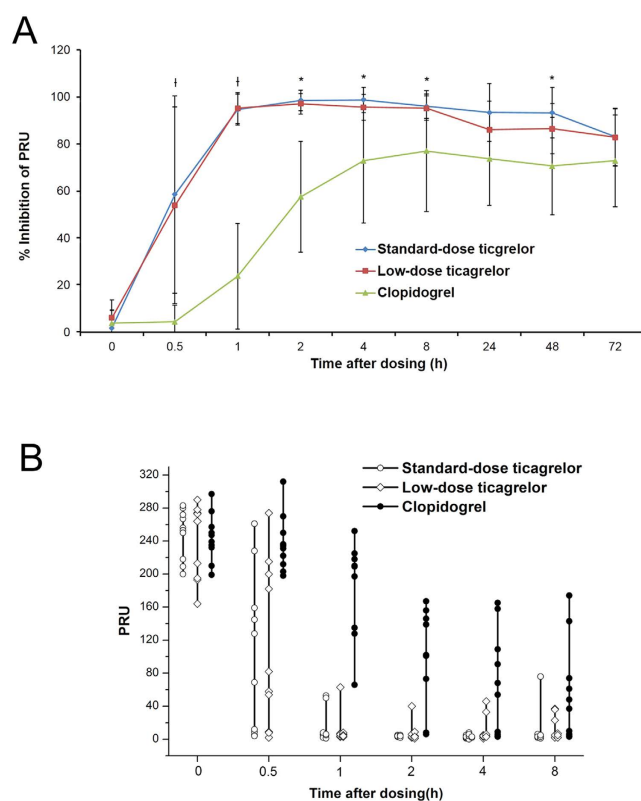 A
ƚ ƚ * * * *
120
100
80
60
40
20
0
% Inhibition of PRU
Standard-dose ticgrelor
Low-dose ticagrelor
Clopidogrel
0 0.5 1 2 4 8 24 48 72
Time after dosing (h)
B
Standard-dose ticagrelor
Low-dose ticagrelor
Clopidogrel
320
280
240
200
160
120
80
40
0
PRU
0 0.5 1 2 4 8
Time after dosing(h)